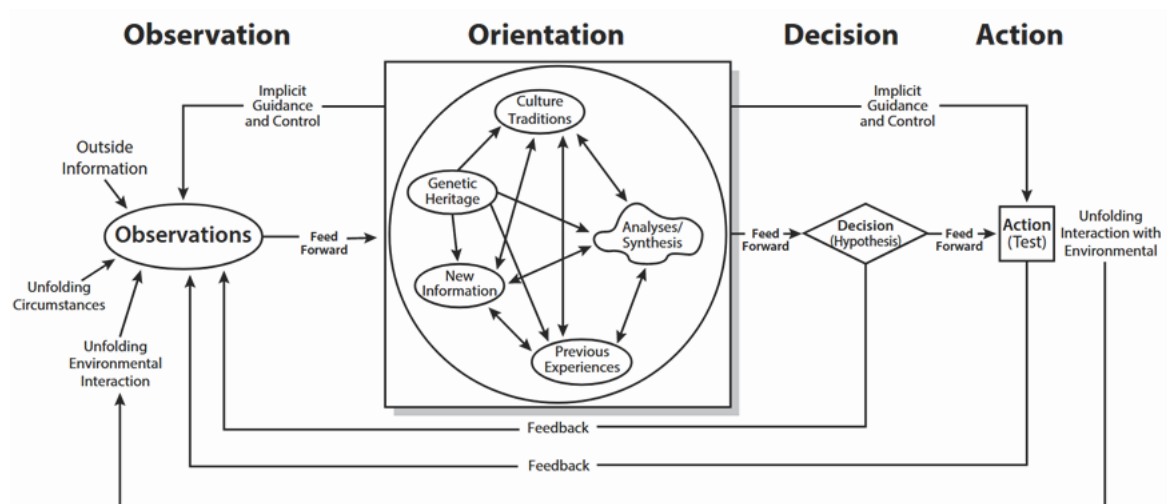 Observation
Orientation
Decision
Action
Implicit
Guidance
and Control
Culture
Traditions
Implicit
Guidance
and Control
Outside
Information
Genetic
Heritage
Observations
Feed
Forward
Analyses/
Synthesis
Feed
Forward
Decision
(Hypothesis)
Feed
Forward
Action
(Test)
Unfolding
Interaction with
Environmental
New
Information
Unfolding
Circumstances
Unfolding
Environmental
Interaction
Previous
Experiences
Feedback
Feedback